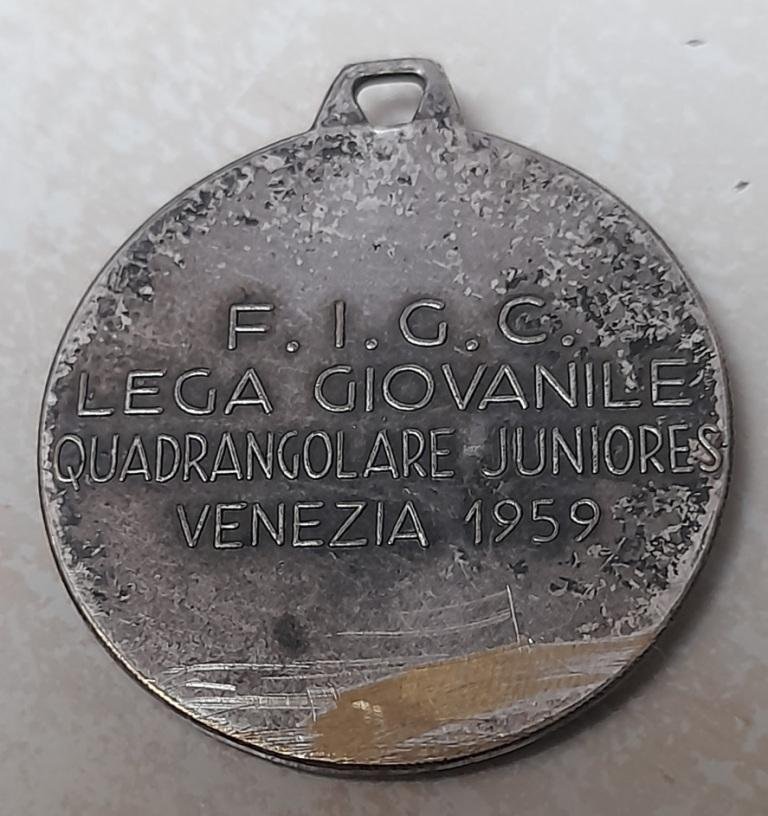 F.I.G.C.
LEGA GIOVANILE
QUADRANGOLARE JUNIORES
VENEZIA 1959